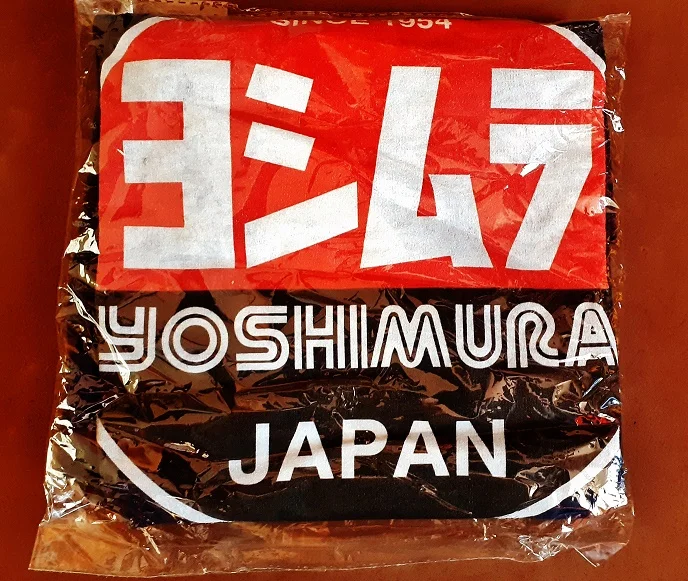 SINCE 1954
ヨシムラ
YOSHIMURA
JAPAN